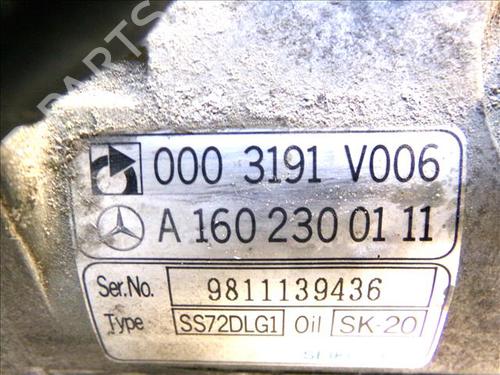 PARTS
000 3191 V006
A 160 230 01 11
Ser.No. 9811139436
Type SS72DLG1 Oil SK-20